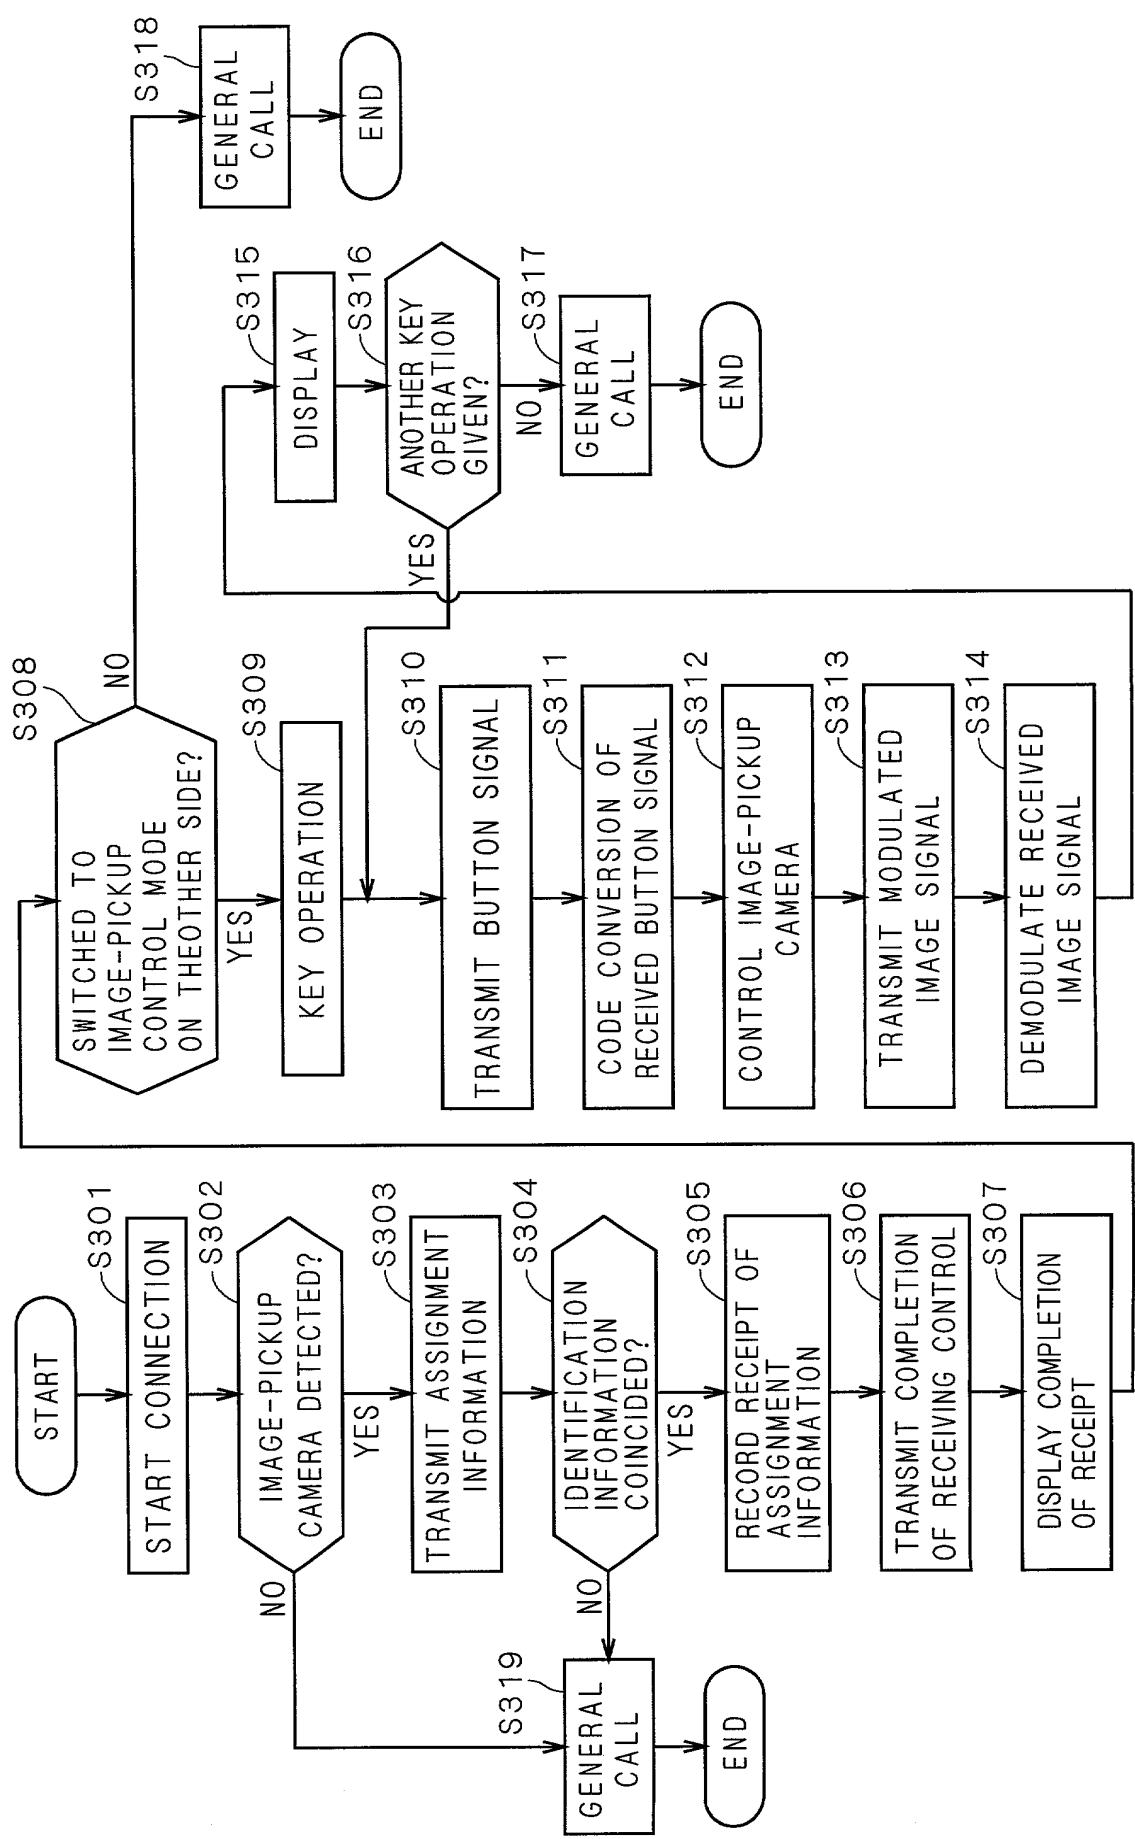 START
S301
START CONNECTION
S302
IMAGE-PICKUP
CAMERA DETECTED?
NO
YES
S303
TRANSMIT ASSIGNMENT
INFORMATION
S304
IDENTIFICATION
INFORMATION
COINCIDED?
NO
YES
S305
RECORD RECEIPT OF
ASSIGNMENT
INFORMATION
S306
TRANSMIT COMPLETION
OF RECEIVING CONTROL
S307
DISPLAY COMPLETION
OF RECEIPT
S319
GENERAL
CALL
END
S308
SWITCHED TO
IMAGE-PICKUP
CONTROL MODE
ON THEOTHER SIDE?
NO
YES
S309
KEY OPERATION
S310
TRANSMIT BUTTON SIGNAL
S311
CODE CONVERSION OF
RECEIVED BUTTON SIGNAL
S312
CONTROL IMAGE-PICKUP
CAMERA
S313
TRANSMIT MODULATED
IMAGE SIGNAL
S314
DEMODULATE RECEIVED
IMAGE SIGNAL
S315
DISPLAY
S316
ANOTHER KEY
OPERATION
GIVEN?
YES
NO
S317
GENERAL
CALL
END
S318
GENERAL
CALL
END